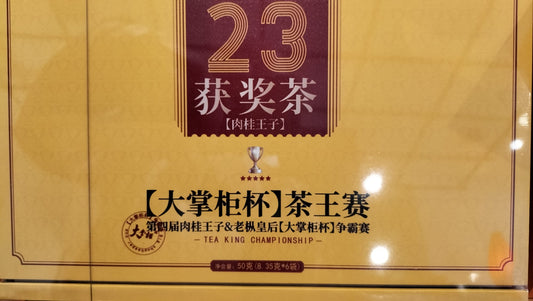 23
获奖茶
【肉桂王子】
【大掌柜杯】茶王赛
第四届肉桂王子&老枞皇后【大掌柜杯】争霸赛
— TEA KING CHAMPIONSHIP —
净含量:50克(8.35克*6袋)